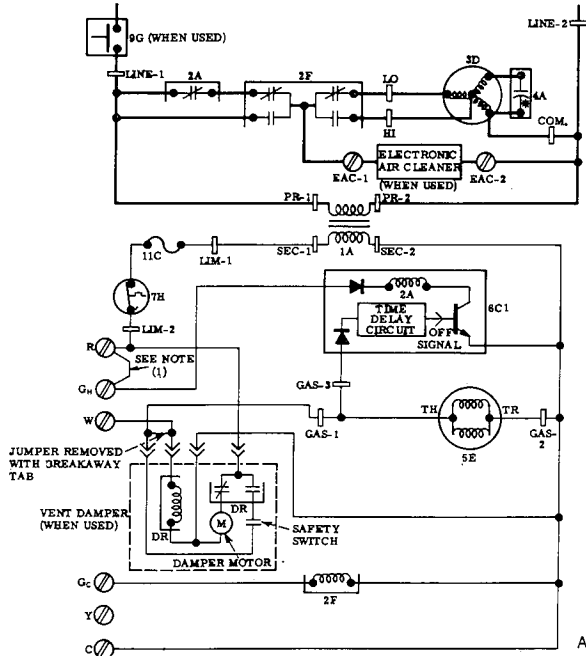 9G (WHEN USED)
LINE-2
LINE-1
2A
2F
LO
3D
4A
*
HI
COM.
ELECTRONIC
AIR CLEANER
EAC-1
(WHEN USED)
EAC-2
PR-1
PR-2
11C
LIM-1
SEC-1
1A
SEC-2
7H
2A
6C1
TIME
DELAY
CIRCUIT
OFF
SIGNAL
LIM-2
R
SEE NOTE
(1)
GH
GAS-3
W
GAS-1
TH
TR
GAS-
2
5E
JUMPER REMOVED
WITH BREAKAWAY
TAB
VENT DAMPER
(WHEN USED)
DR
DR
M
SAFETY
SWITCH
DAMPER MOTOR
GC
2F
Y
C
A